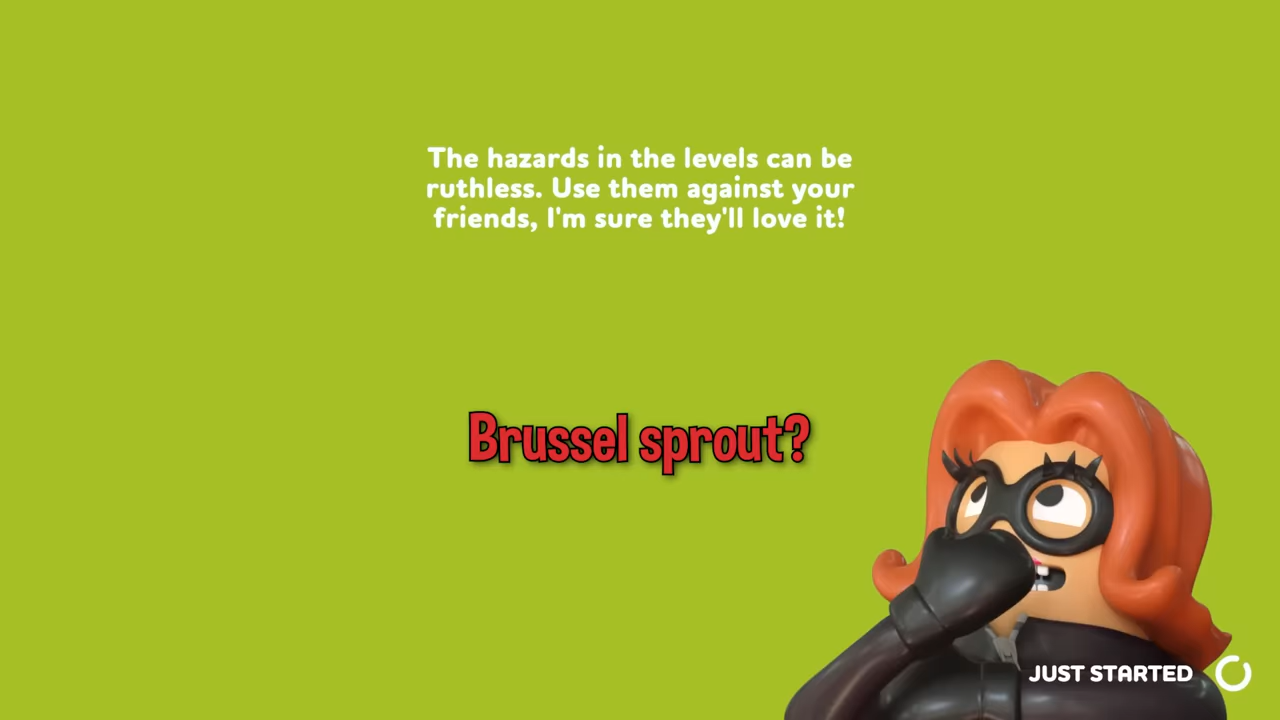 The hazards in the levels can be
ruthless. Use them against your
friends, I'm sure they'll love it!
Brussel sprout?
JUST STARTED